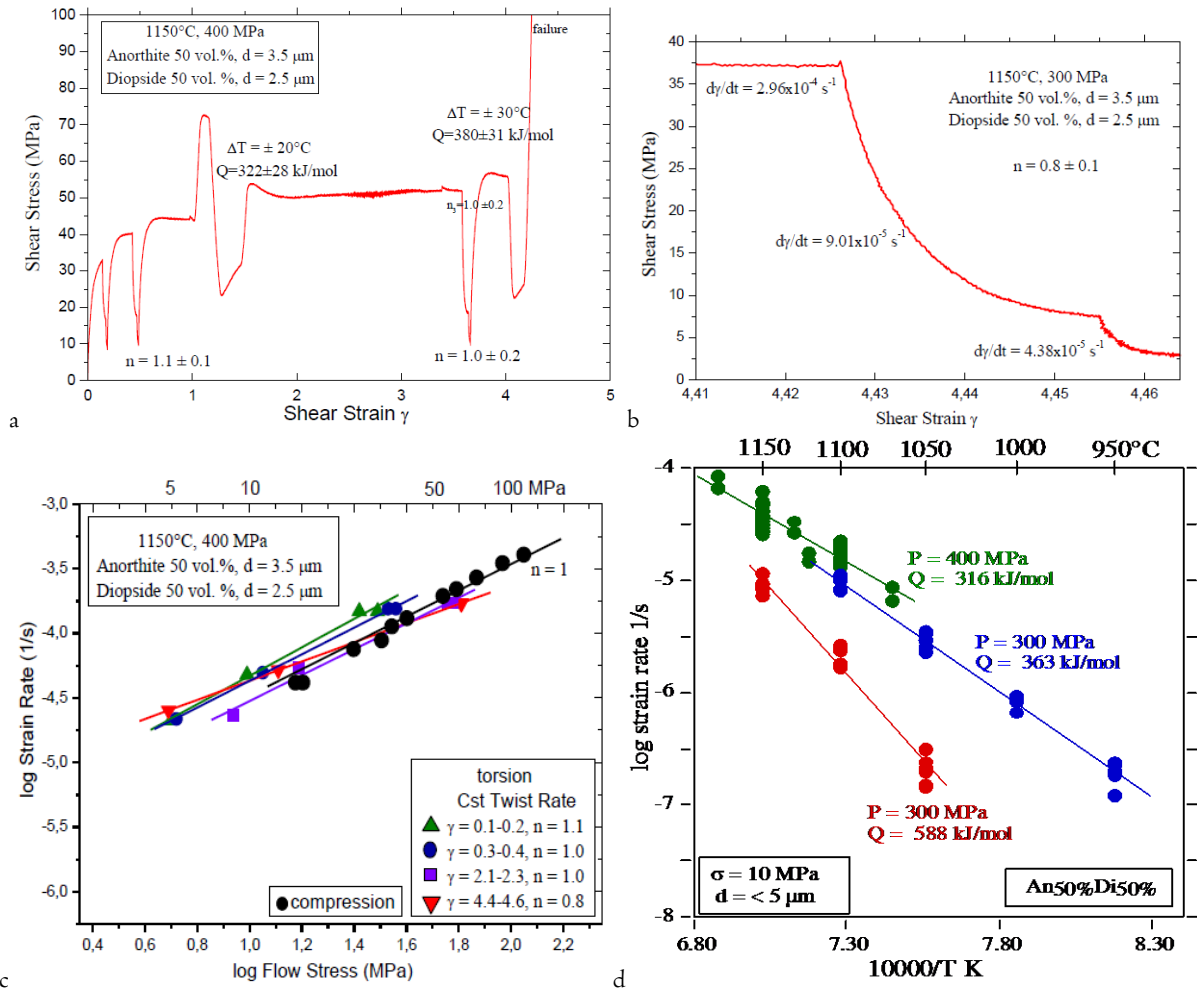 100
90
80
70
60
50
40
30
20
10
0
Shear Stress (MPa)
1150°C, 400 MPa
Anorthite 50 vol.%, d = 3.5 μm
Diopside 50 vol. %, d = 2.5 μm
failure
ΔT = ± 20°C
Q=322±28 kJ/mol
ΔT = ± 30°C
Q=380±31 kJ/mol
n₃=1.0 ±0.2
n = 1.1 ± 0.1
n = 1.0 ± 0.2
0 1 2 3 4 5
Shear Strain γ
a
4,41 4,42 4,43 4,44 4,45 4,46
40
35
30
25
20
15
10
5
0
Shear Stress (MPa)
dγ/dt = 2.96x10⁻⁴ s⁻¹
1150°C, 300 MPa
Anorthite 50 vol.%, d = 3.5 μm
Diopside 50 vol. %, d = 2.5 μm
n = 0.8 ± 0.1
dγ/dt = 9.01x10⁻⁵ s⁻¹
dγ/dt = 4.38x10⁻⁵ s⁻¹
4,41 4,42 4,43 4,44 4,45 4,46
Shear Strain γ
b
5 10 50 100 MPa
-3,0
-3,5
-4,0
-4,5
-5,0
-5,5
-6,0
log Strain Rate (1/s)
1150°C, 400 MPa
Anorthite 50 vol.%, d = 3.5 μm
Diopside 50 vol. %, d = 2.5 μm
n = 1
torsion
Cst Twist Rate
γ = 0.1-0.2, n = 1.1
γ = 0.3-0.4, n = 1.0
γ = 2.1-2.3, n = 1.0
γ = 4.4-4.6, n = 0.8
compression
0,4 0,6 0,8 1,0 1,2 1,4 1,6 1,8 2,0 2,2
log Flow Stress (MPa)
c
1150 1100 1050 1000 950°C
-4
-5
-6
-7
-8
log strain rate 1/s
P = 400 MPa
Q = 316 kJ/mol
P = 300 MPa
Q = 363 kJ/mol
P = 300 MPa
Q = 588 kJ/mol
σ = 10 MPa
d = < 5 μm
An50%Di50%
6.80 7.30 7.80 8.30
10000/T K
d